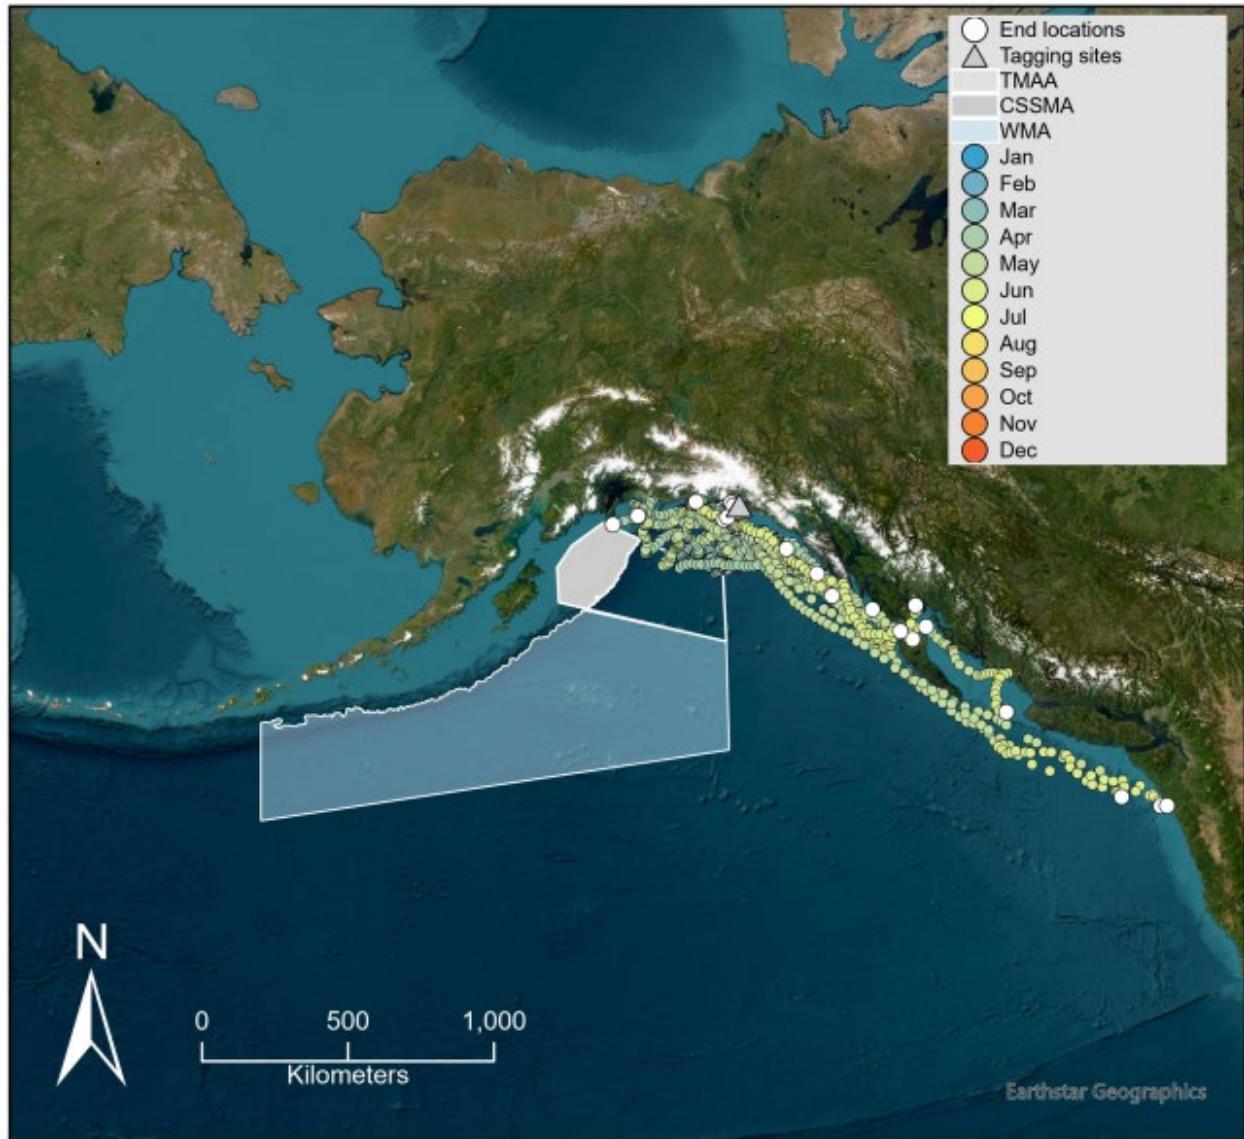 End locations
Tagging sites
TMAA
CSSMA
WMA
Jan
Feb
Mar
Apr
May
Jun
Jul
Aug
Sep
Oct
Nov
Dec
N
0 500 1,000
Kilometers
Earthstar Geographics